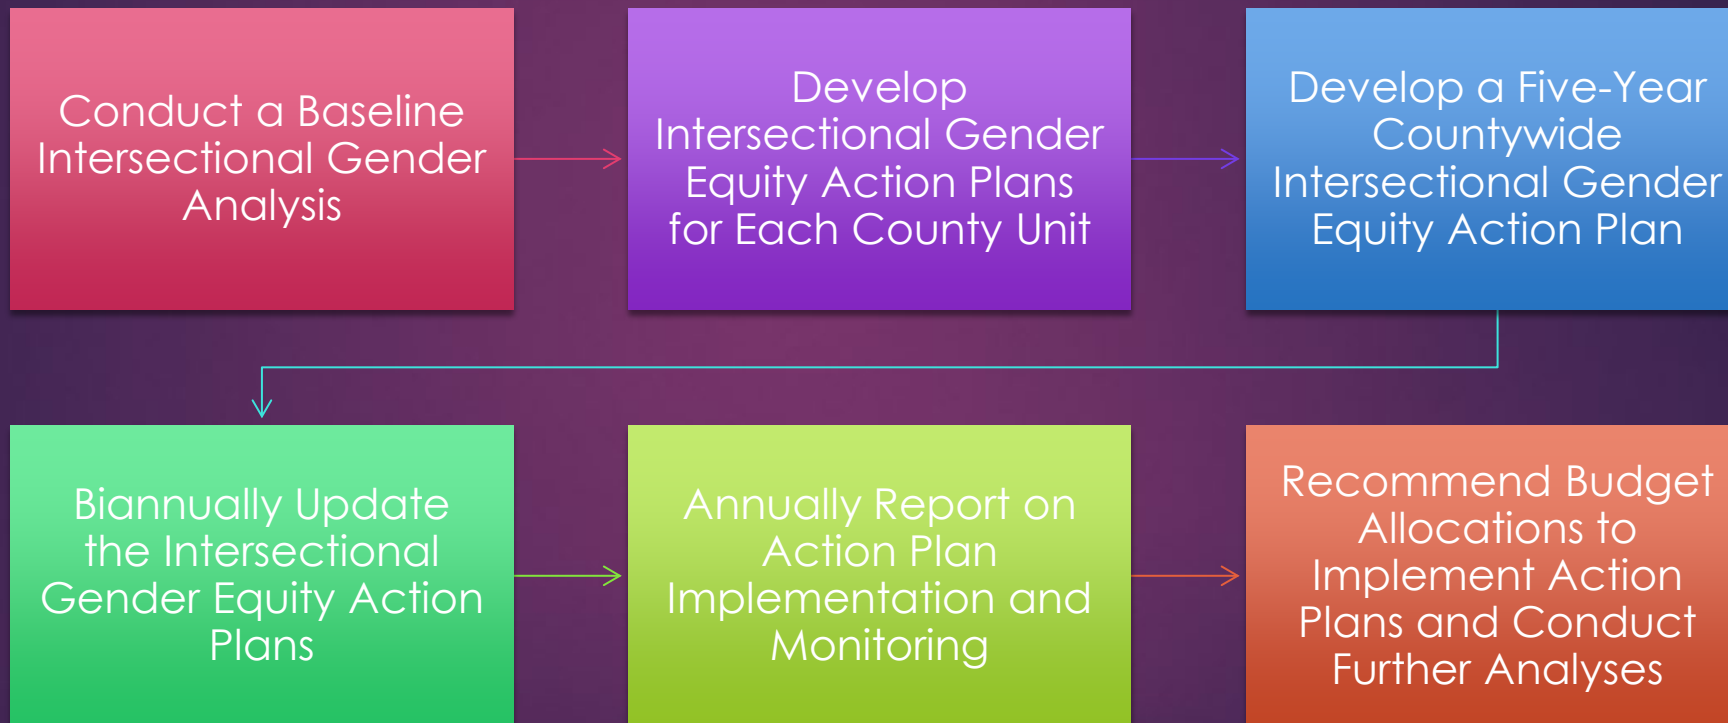 Conduct a Baseline
Intersectional Gender
Analysis
Develop
Intersectional Gender
Equity Action Plans
for Each County Unit
Develop a Five-Year
Countywide
Intersectional Gender
Equity Action Plan
Biannually Update
the Intersectional
Gender Equity Action
Plans
Annually Report on
Action Plan
Implementation and
Monitoring
Recommend Budget
Allocations to
Implement Action
Plans and Conduct
Further Analyses